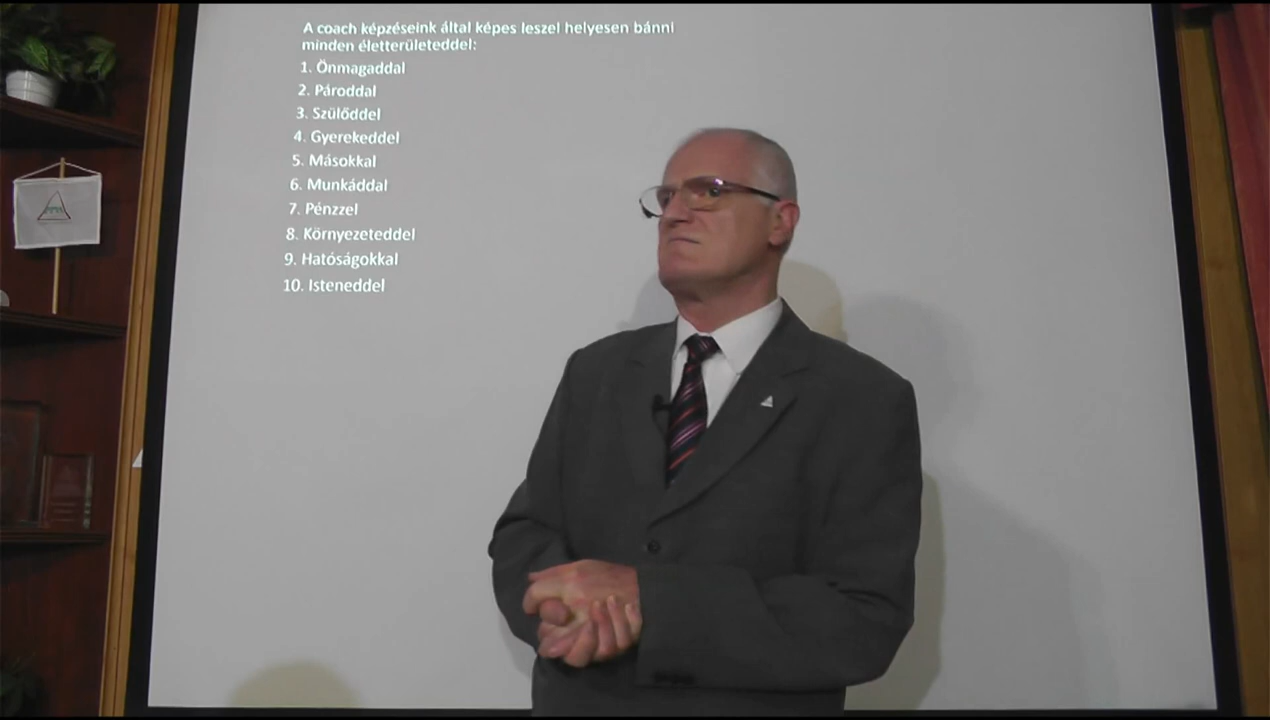 A coach képzéseink által képes leszel helyesen bánni
minden életterületeddel:
1. Önmagaddal
2. Pároddal
3. Szülőddel
4. Gyerekeddel
5. Másokkal
6. Munkáddal
7. Pénzzel
8. Környezeteddel
9. Hatóságokkal
10. Isteneddel